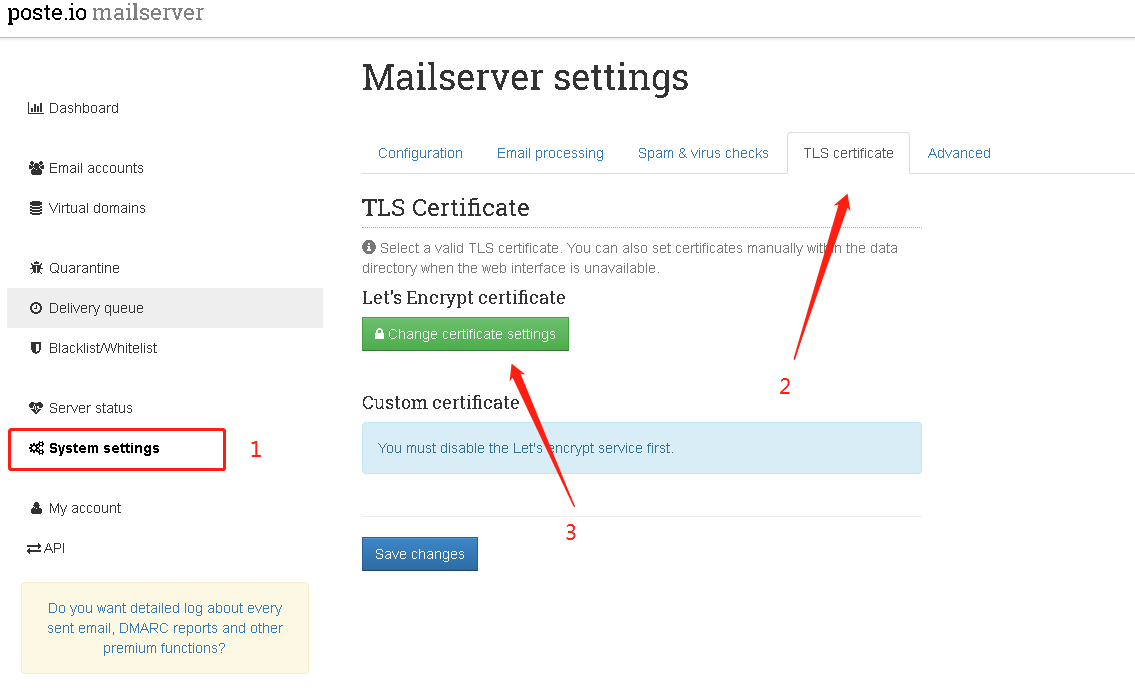 poste.io mailserver
Mailserver settings
Dashboard
Email accounts
Virtual domains
Quarantine
Delivery queue
Blacklist/Whitelist
Server status
System settings
1
My account
API
Do you want detailed log about every
sent email, DMARC reports and other
premium functions?
Configuration
Email processing
Spam & virus checks
TLS certificate
Advanced
TLS Certificate
Select a valid TLS certificate. You can also set certificates manually within the data
directory when the web interface is unavailable.
Let's Encrypt certificate
Change certificate settings
2
Custom certificate
You must disable the Let's encrypt service first.
3
Save changes